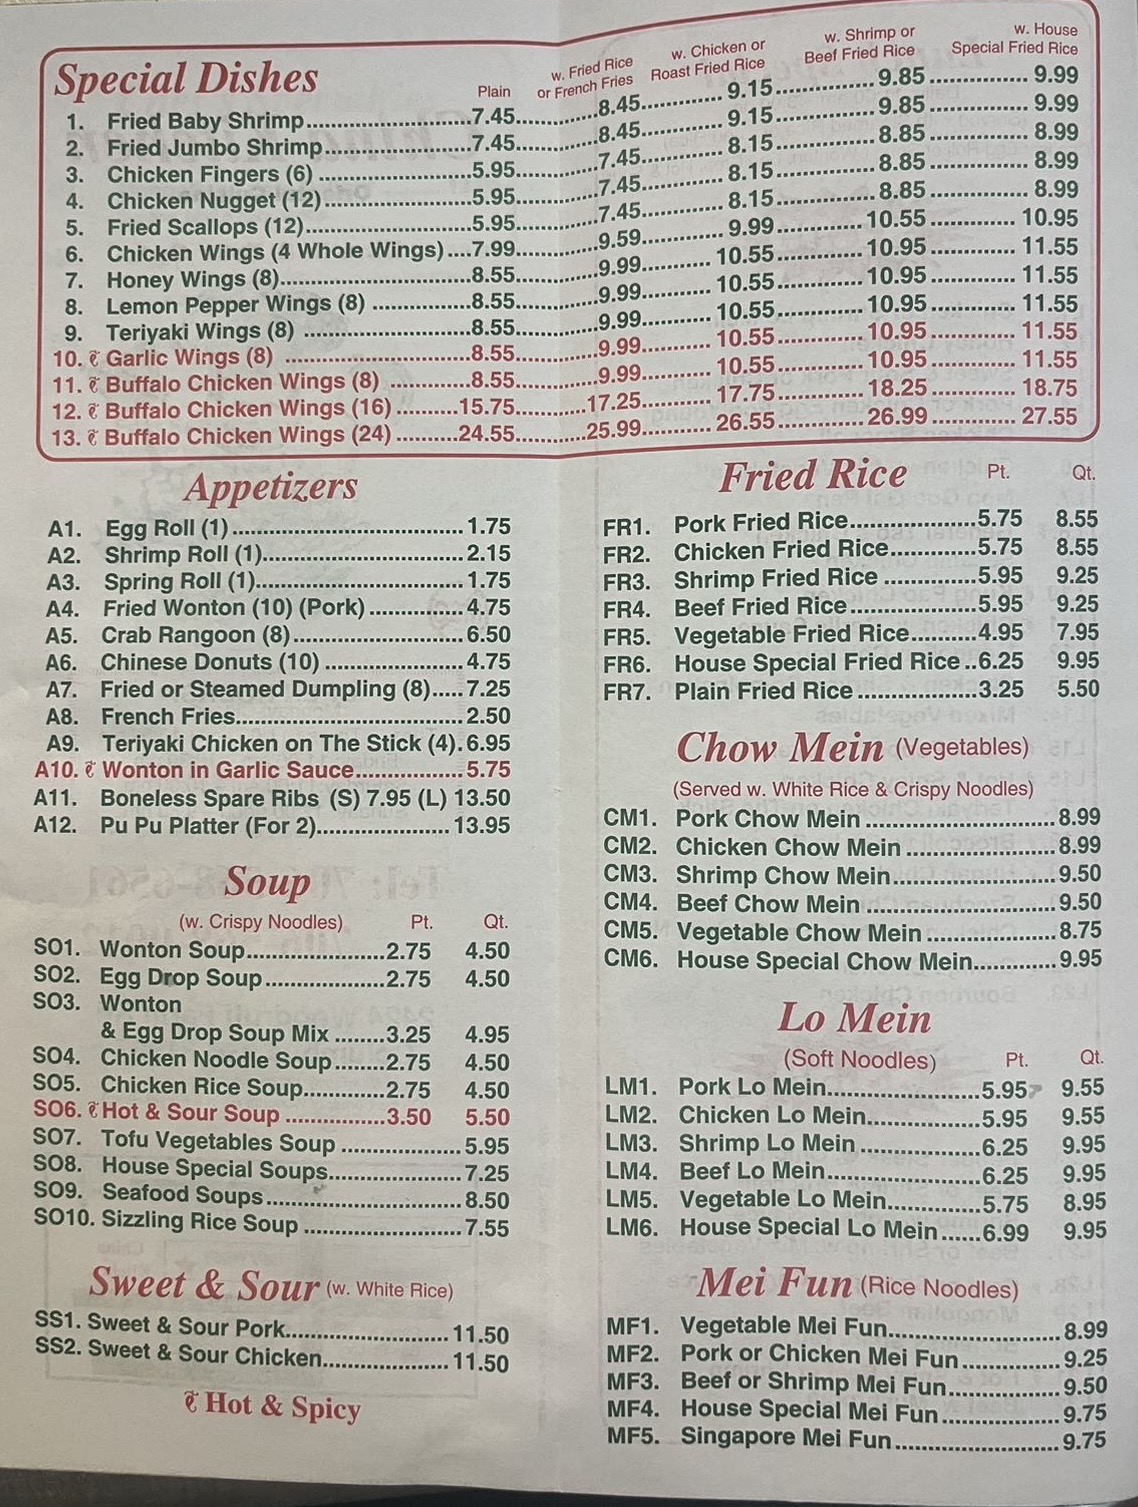 Special Dishes
Plain
w. Fried Rice
or French Fries
w. Chicken or
Roast Fried Rice
w. Shrimp or
Beef Fried Rice
w. House
Special Fried Rice
1. Fried Baby Shrimp 7.45 8.45 9.15 9.85 9.99
2. Fried Jumbo Shrimp 7.45 8.45 9.15 9.85 9.99
3. Chicken Fingers (6) 5.95 7.45 8.15 8.85 8.99
4. Chicken Nugget (12) 5.95 7.45 8.15 8.85 8.99
5. Fried Scallops (12) 5.95 7.45 8.15 8.85 8.99
6. Chicken Wings (4 Whole Wings) 7.99 9.59 9.99 10.55 10.95
7. Honey Wings (8) 8.55 9.99 10.55 10.95 11.55
8. Lemon Pepper Wings (8) 8.55 9.99 10.55 10.95 11.55
9. Teriyaki Wings (8) 8.55 9.99 10.55 10.95 11.55
10. Garlic Wings (8) 8.55 9.99 10.55 10.95 11.55
11. Buffalo Chicken Wings (8) 8.55 9.99 10.55 10.95 11.55
12. Buffalo Chicken Wings (16) 15.75 17.25 17.75 18.25 18.75
13. Buffalo Chicken Wings (24) 24.55 25.99 26.55 26.99 27.55
Appetizers
A1. Egg Roll (1) 1.75
A2. Shrimp Roll (1) 2.15
A3. Spring Roll (1) 1.75
A4. Fried Wonton (10) (Pork) 4.75
A5. Crab Rangoon (8) 6.50
A6. Chinese Donuts (10) 4.75
A7. Fried or Steamed Dumpling (8) 7.25
A8. French Fries 2.50
A9. Teriyaki Chicken on The Stick (4) 6.95
A10. Wonton in Garlic Sauce 5.75
A11. Boneless Spare Ribs (S) 7.95 (L) 13.50
A12. Pu Pu Platter (For 2) 13.95
Soup
(w. Crispy Noodles) Pt. Qt.
SO1. Wonton Soup 2.75 4.50
SO2. Egg Drop Soup 2.75 4.50
SO3. Wonton
& Egg Drop Soup Mix 3.25 4.95
SO4. Chicken Noodle Soup 2.75 4.50
SO5. Chicken Rice Soup 2.75 4.50
SO6. Hot & Sour Soup 3.50 5.50
SO7. Tofu Vegetables Soup 5.95
SO8. House Special Soups 7.25
SO9. Seafood Soups 8.50
SO10. Sizzling Rice Soup 7.55
Sweet & Sour (w. White Rice)
SS1. Sweet & Sour Pork 11.50
SS2. Sweet & Sour Chicken 11.50
Hot & Spicy
Fried Rice Pt. Qt.
FR1. Pork Fried Rice 5.75 8.55
FR2. Chicken Fried Rice 5.75 8.55
FR3. Shrimp Fried Rice 5.95 9.25
FR4. Beef Fried Rice 5.95 9.25
FR5. Vegetable Fried Rice 4.95 7.95
FR6. House Special Fried Rice 6.25 9.95
FR7. Plain Fried Rice 3.25 5.50
Chow Mein (Vegetables)
(Served w. White Rice & Crispy Noodles)
CM1. Pork Chow Mein 8.99
CM2. Chicken Chow Mein 8.99
CM3. Shrimp Chow Mein 9.50
CM4. Beef Chow Mein 9.50
CM5. Vegetable Chow Mein 8.75
CM6. House Special Chow Mein 9.95
Lo Mein
(Soft Noodles) Pt. Qt.
LM1. Pork Lo Mein 5.95 9.55
LM2. Chicken Lo Mein 5.95 9.55
LM3. Shrimp Lo Mein 6.25 9.95
LM4. Beef Lo Mein 6.25 9.95
LM5. Vegetable Lo Mein 5.75 8.95
LM6. House Special Lo Mein 6.99 9.95
Mei Fun (Rice Noodles)
MF1. Vegetable Mei Fun 8.99
MF2. Pork or Chicken Mei Fun 9.25
MF3. Beef or Shrimp Mei Fun 9.50
MF4. House Special Mei Fun 9.75
MF5. Singapore Mei Fun 9.75